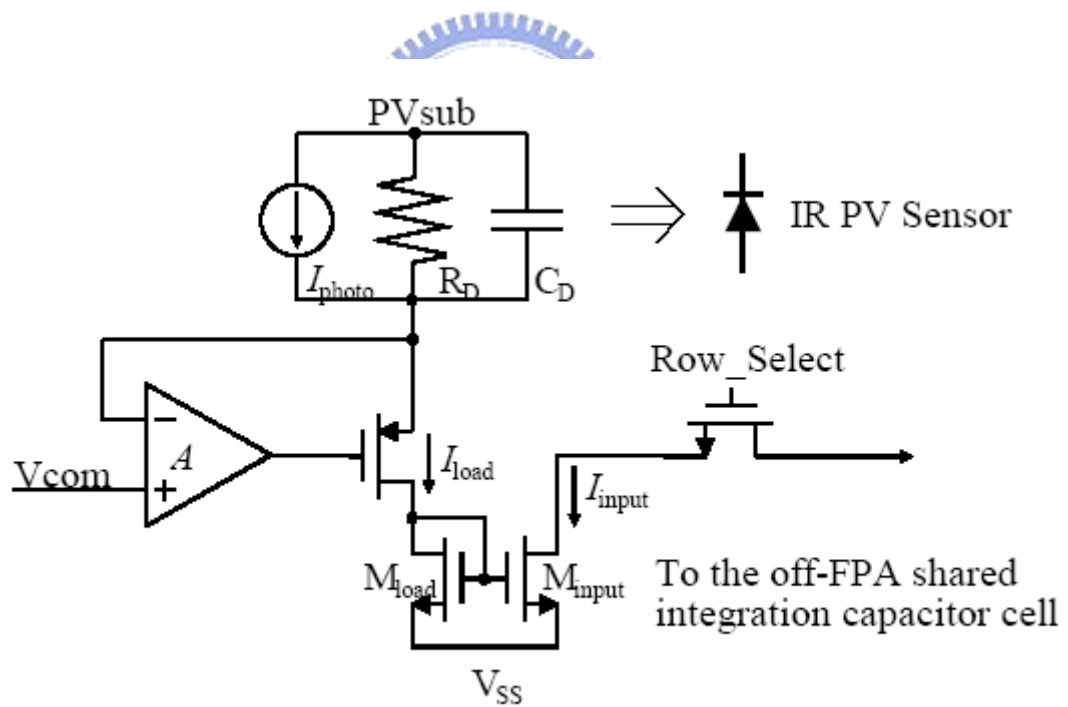 PVsub
IR PV Sensor
Iphoto
RD
CD
Row_Select
A
−
+
Vcom
Iload
Iinput
Mload
Minput
To the off-FPA shared
integration capacitor cell
VSS